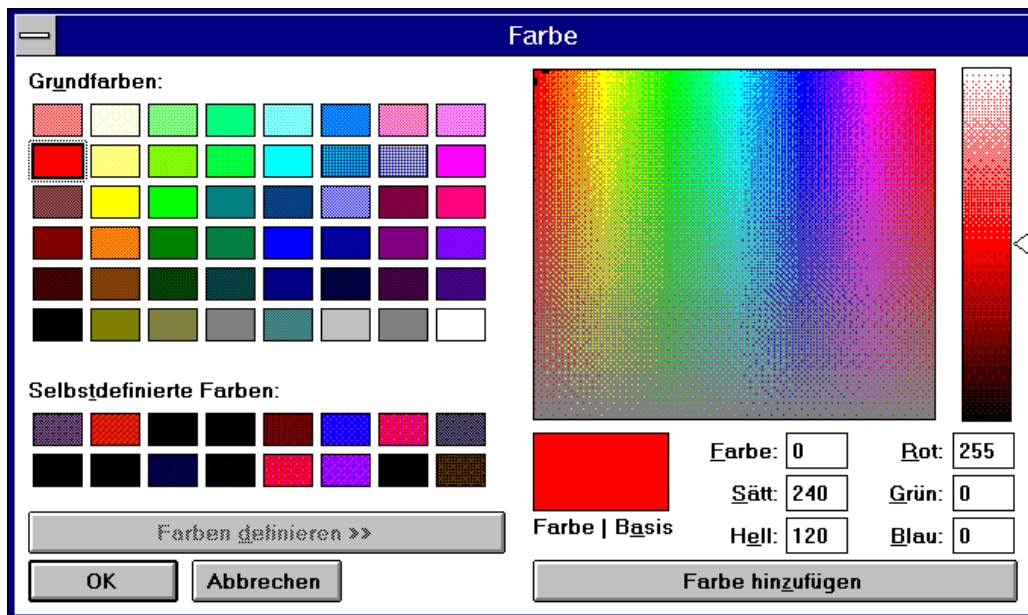 Farbe
Grundfarben:
Selbstdefinierte Farben:
Farben definieren >>
OK
Abbrechen
Farbe | Basis
Farbe: 0
Sätt: 240
Hell: 120
Rot: 255
Grün: 0
Blau: 0
Farbe hinzufügen